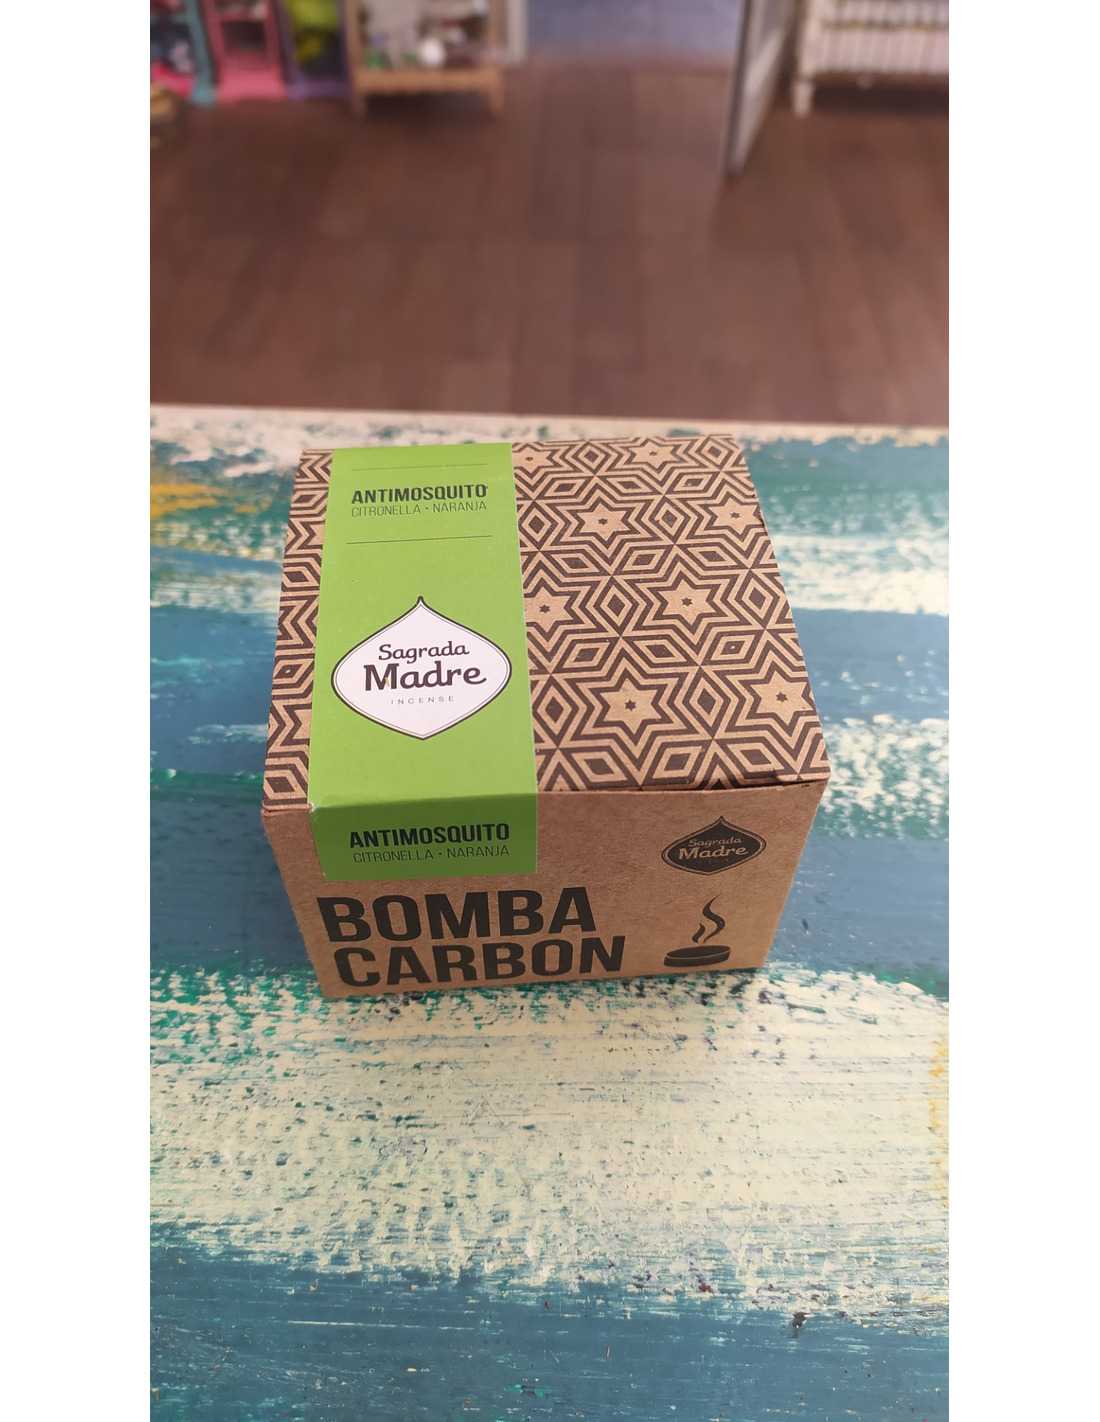 ANTIMOSQUITO
CITRONELLA • NARANJA
Sagrada
Madre
INCENSE
ANTIMOSQUITO
CITRONELLA • NARANJA
Sagrada
Madre
BOMBA
CARBON